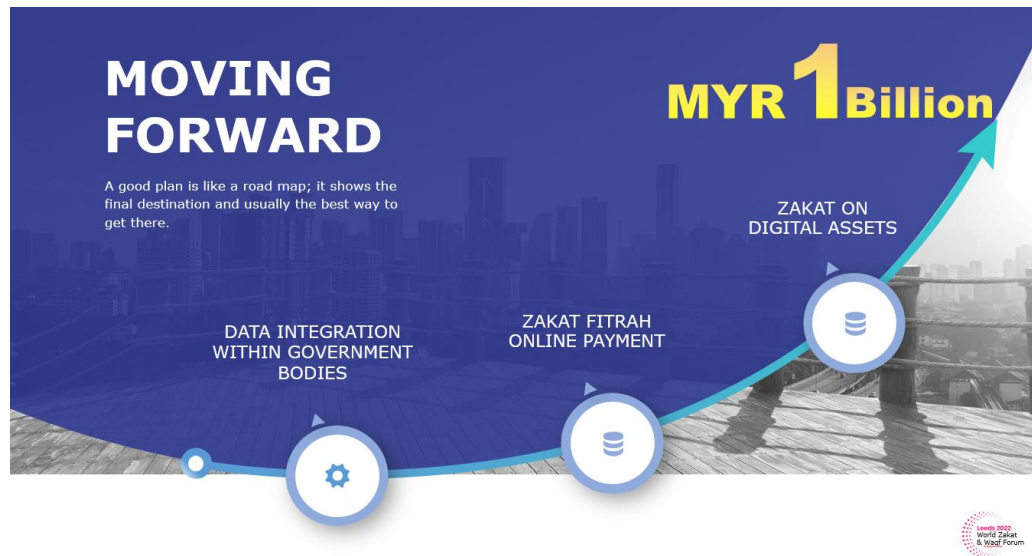 MOVING
FORWARD
A good plan is like a road map; it shows the
final destination and usually the best way to
get there.
MYR 1 Billion
ZAKAT ON
DIGITAL ASSETS
ZAKAT FITRAH
ONLINE PAYMENT
DATA INTEGRATION
WITHIN GOVERNMENT
BODIES
Leeds 2022
World Zakat
& Waqf Forum